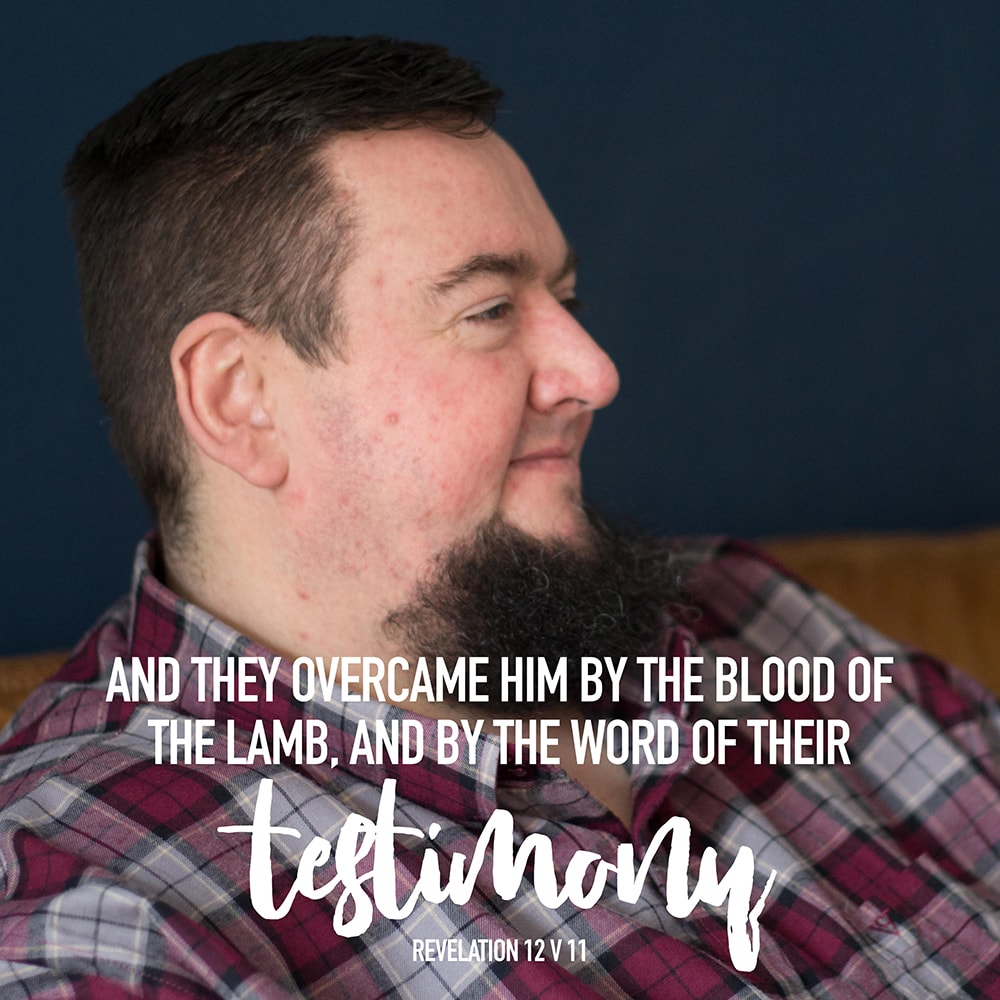 AND THEY OVERCAME HIM BY THE BLOOD OF
THE LAMB, AND BY THE WORD OF THEIR
testimony
REVELATION 12 V 11